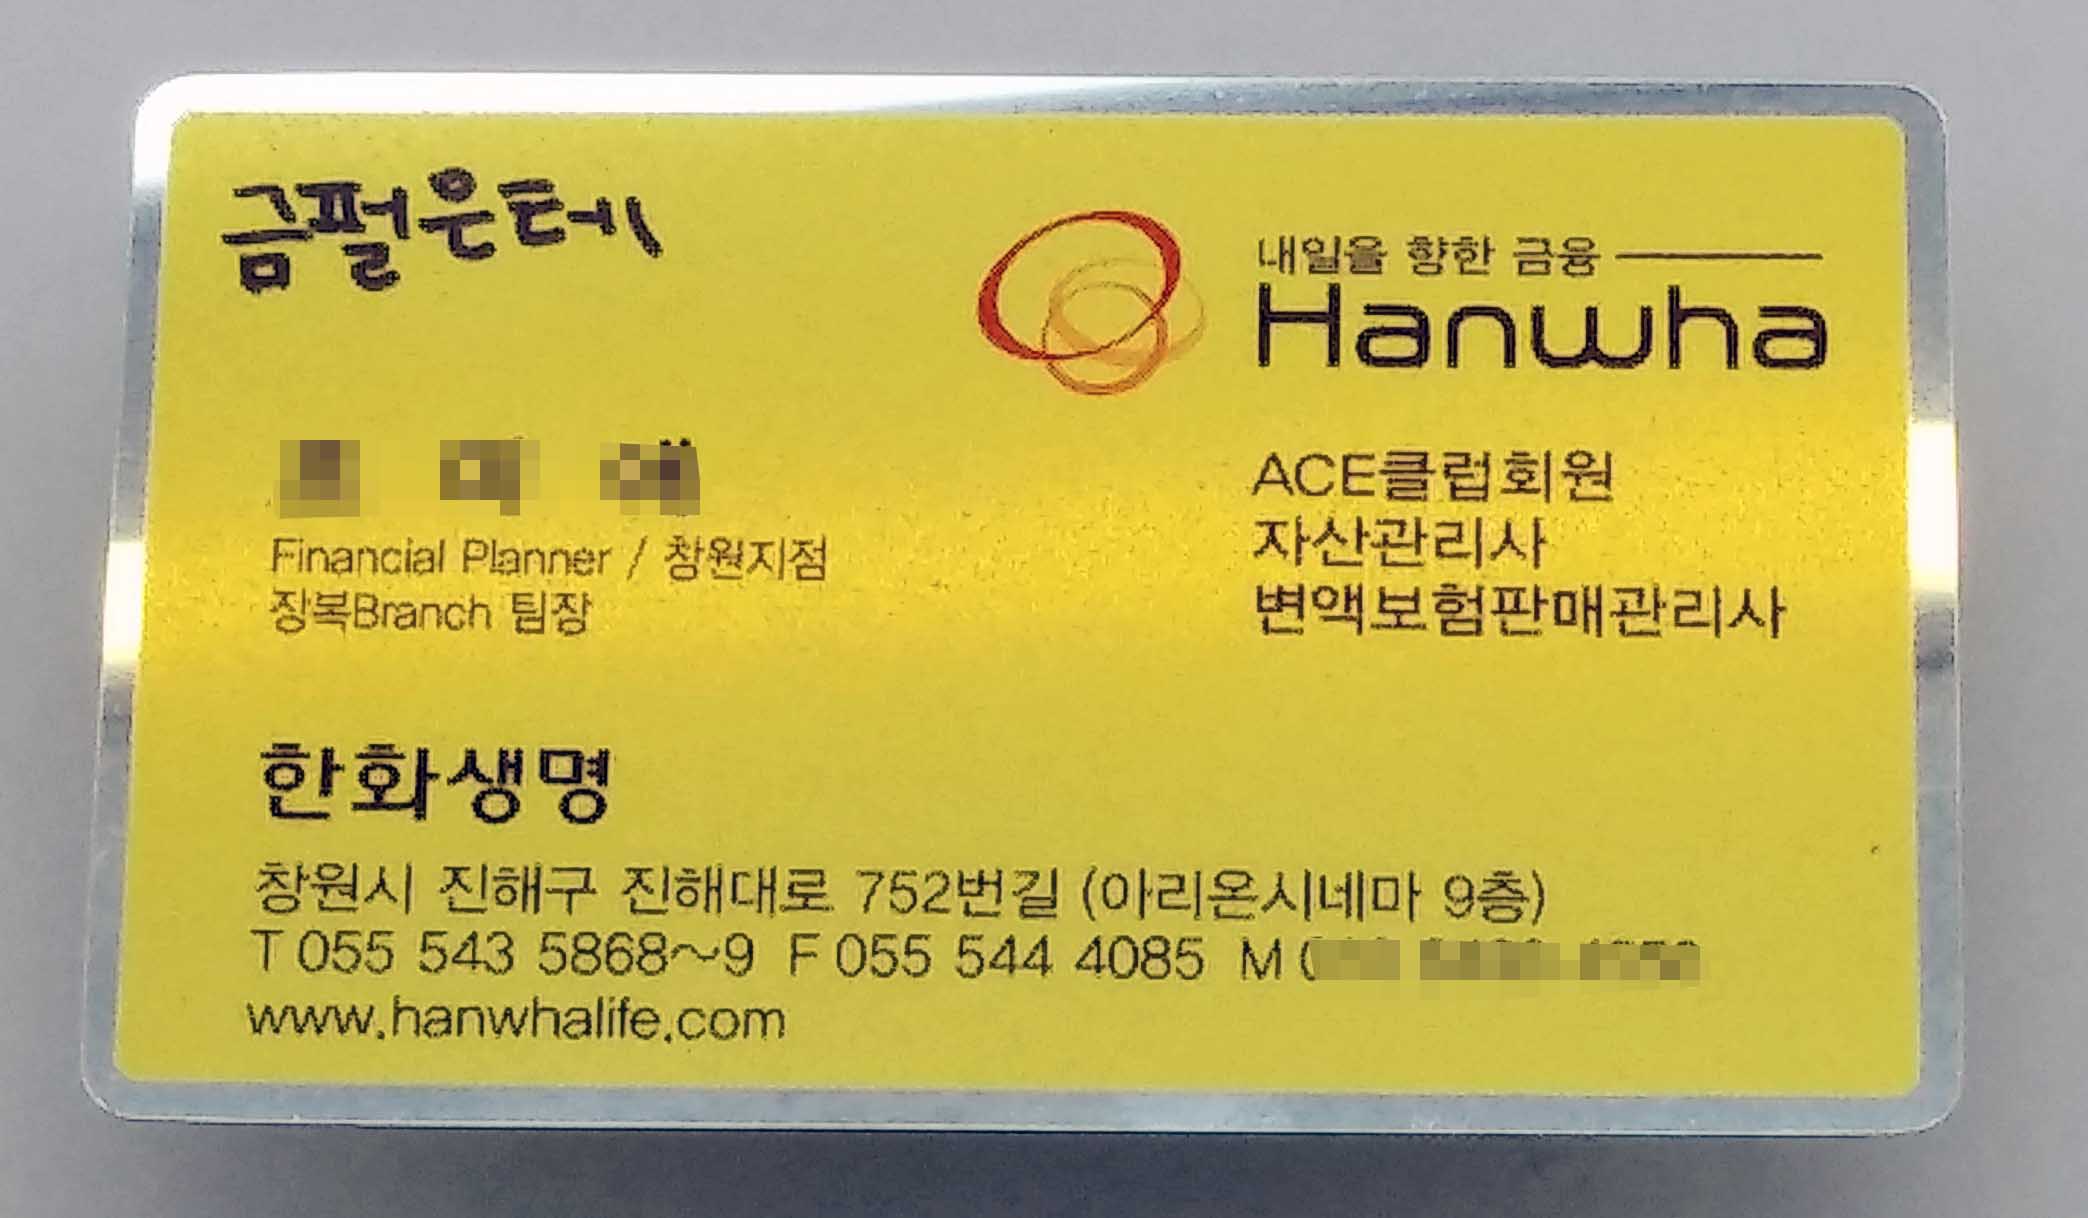 금펄은테
내일을 향한 금융
Hanwha
Financial Planner / 창원지점
장복Branch 팀장
ACE클럽회원
자산관리사
변액보험판매관리사
한화생명
창원시 진해구 진해대로 752번길 (아리온시네마 9층)
T 055 543 5868~9 F 055 544 4085 M
www.hanwhalife.com